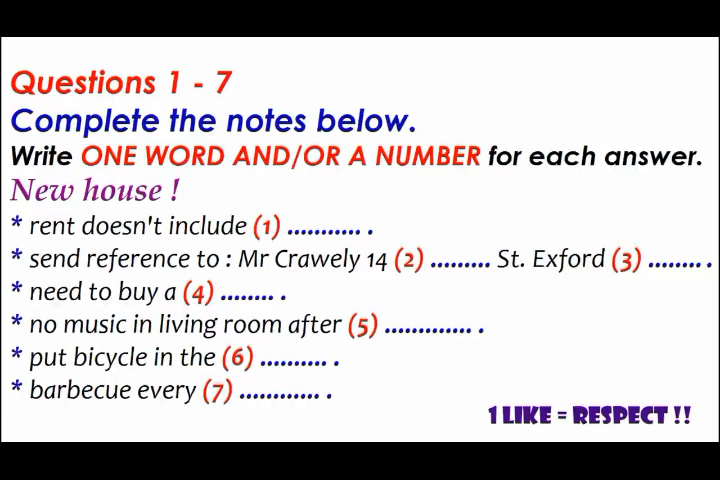 Questions 1 - 7
Complete the notes below.
Write ONE WORD AND/OR A NUMBER for each answer.
New house !
* rent doesn't include (1) ........... .
* send reference to : Mr Crawely 14 (2) ......... St. Exford (3) ........ .
* need to buy a (4) ........ .
* no music in living room after (5) ............. .
* put bicycle in the (6) .......... .
* barbecue every (7) ............ .
1 LIKE = RESPECT !!